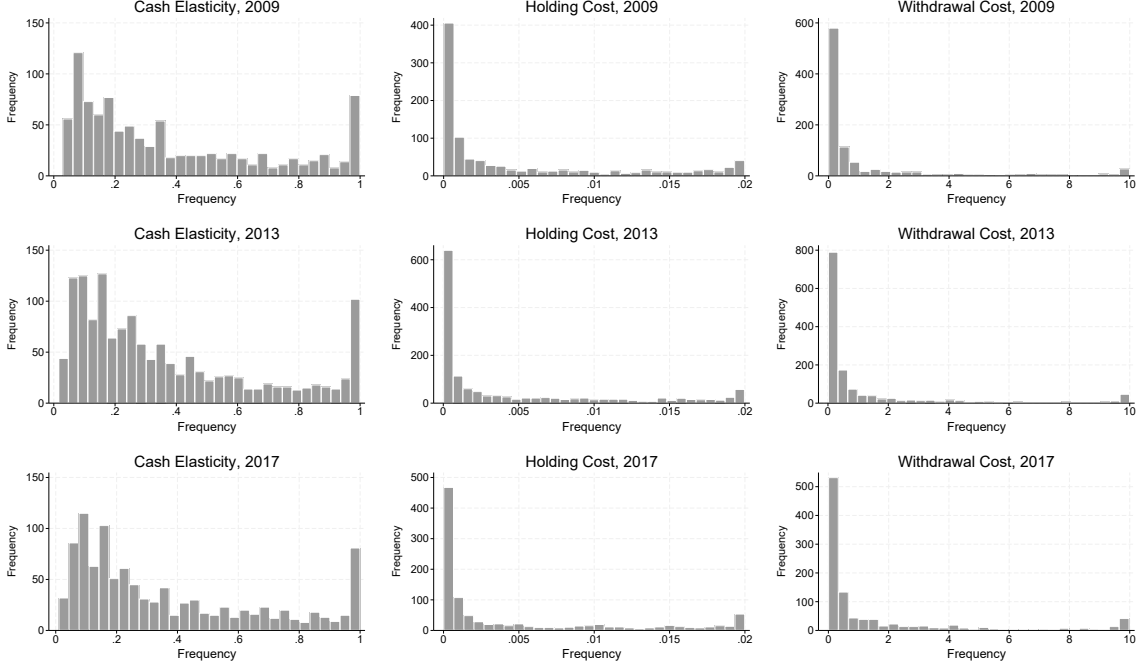 Cash Elasticity, 2009
150
100
50
0
Frequency
0 .2 .4 .6 .8 1
Frequency
Holding Cost, 2009
400
300
200
100
0
Frequency
0 .005 .01 .015 .02
Frequency
Withdrawal Cost, 2009
600
400
200
0
Frequency
0 2 4 6 8 10
Frequency
Cash Elasticity, 2013
150
100
50
0
Frequency
0 .2 .4 .6 .8 1
Frequency
Holding Cost, 2013
600
400
200
0
Frequency
0 .005 .01 .015 .02
Frequency
Withdrawal Cost, 2013
800
600
400
200
0
Frequency
0 2 4 6 8 10
Frequency
Cash Elasticity, 2017
150
100
50
0
Frequency
0 .2 .4 .6 .8 1
Frequency
Holding Cost, 2017
500
400
300
200
100
0
Frequency
0 .005 .01 .015 .02
Frequency
Withdrawal Cost, 2017
500
400
300
200
100
0
Frequency
0 2 4 6 8 10
Frequency